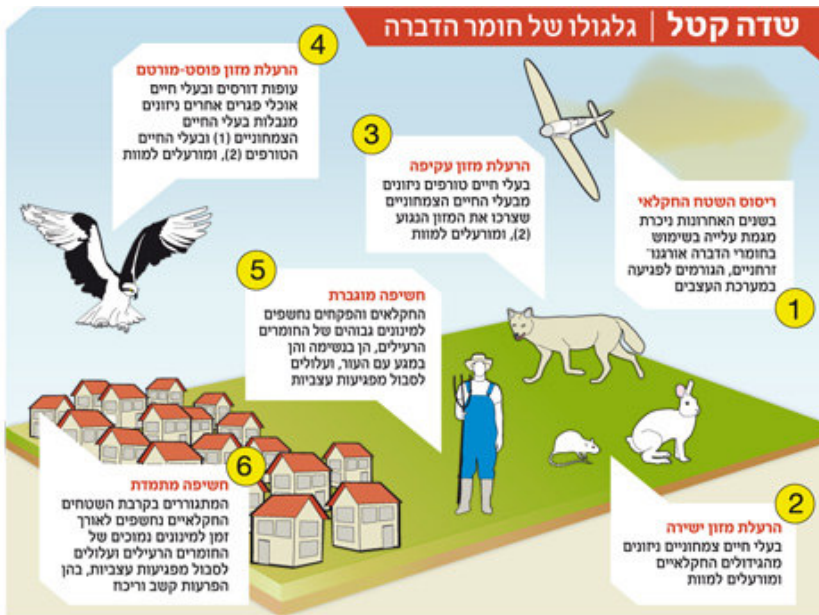 שדה קטל | גלגולו של חומר הדברה
1
ריסוס השטח החקלאי
בשנים האחרונות ניכרת
מגמת עלייה בשימוש
בחומרי הדברה אורגנו־
זרחניים, הגורמים לפגיעה
במערכת העצבים
2
הרעלת מזון ישירה
בעלי חיים צמחוניים ניזונים
מהגידולים החקלאיים
ומורעלים למוות
3
הרעלת מזון עקיפה
בעלי חיים טורפים ניזונים
מבעלי החיים הצמחוניים
שצרכו את המזון הנגוע
(2), ומורעלים למוות
4
הרעלת מזון פוסט-מורטם
עופות דורסים ובעלי חיים
אוכלי פגרים אחרים ניזונים
מנבלות בעלי החיים
הצמחוניים (1) ובעלי החיים
הטורפים (2), ומורעלים למוות
5
חשיפה מוגברת
החקלאים והפקחים נחשפים
למינונים גבוהים של החומרים
הרעילים, הן בנשימה והן
במגע עם העור, ועלולים
לסבול מפגיעות עצביות
6
חשיפה מתמדת
המתגוררים בקרבת השטחים
החקלאיים נחשפים לאורך
זמן למינונים נמוכים של
החומרים הרעילים ועלולים
לסבול מפגיעות עצביות, בהן
הפרעות קשב וריכוז